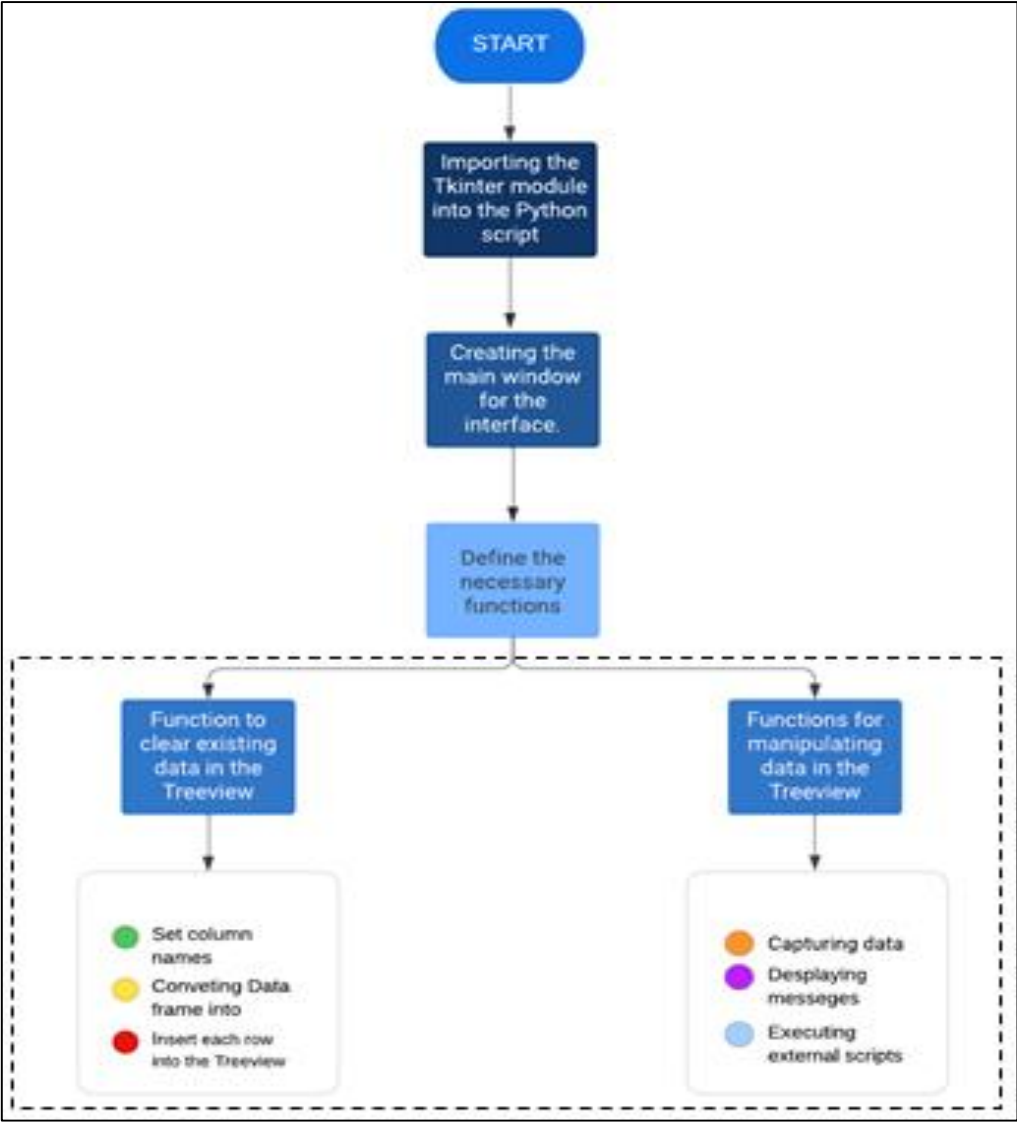 START
Importing the
Tkinter module
into the Python
script
Creating the
main window
for the
interface.
Define the
necessary
functions
Function to
clear existing
data in the
Treeview
Functions for
manipulating
data in the
Treeview
Set column
names
Conveting Data
frame into
Insert each row
into the Treeview
Capturing data
Desplaying
messeges
Executing
external scripts